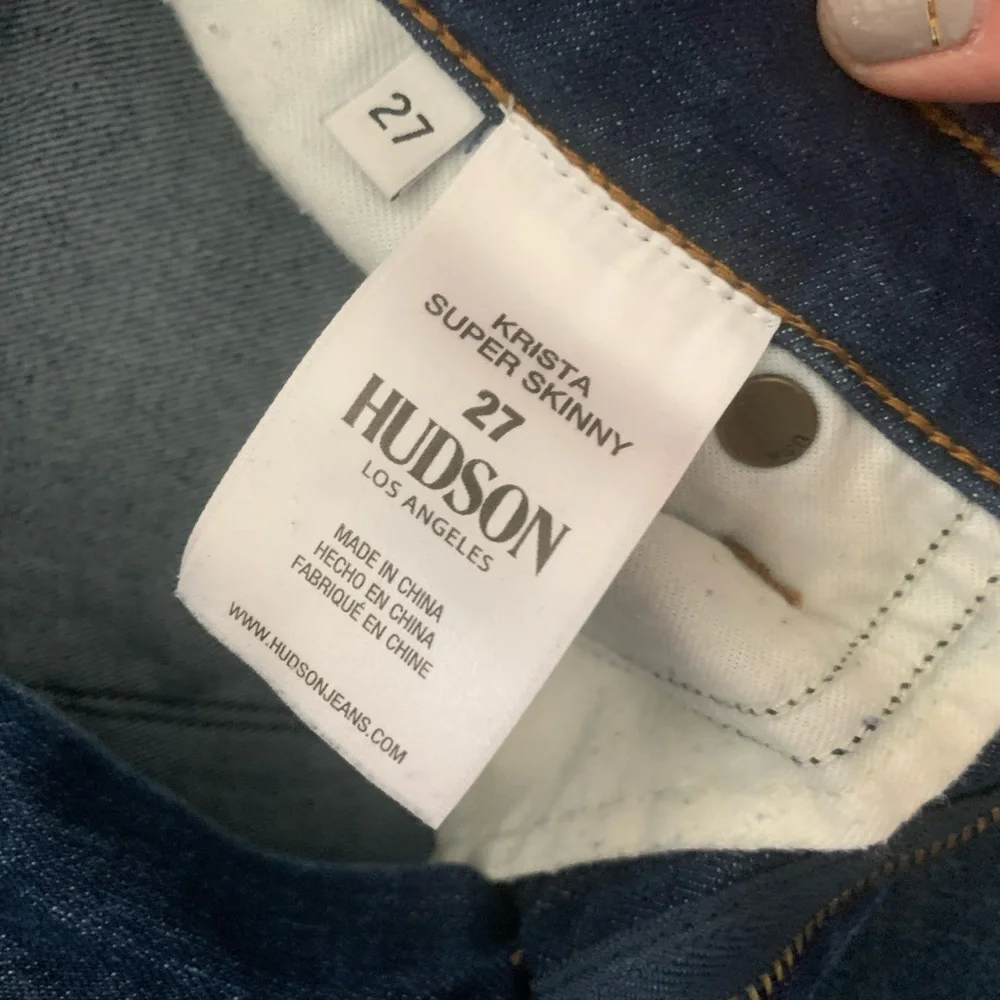 27
KRISTA
SUPER SKINNY
27
HUDSON
LOS ANGELES
MADE IN CHINA
HECHO EN CHINA
FABRIQUÉ EN CHINE
WWW.HUDSONJEANS.COM